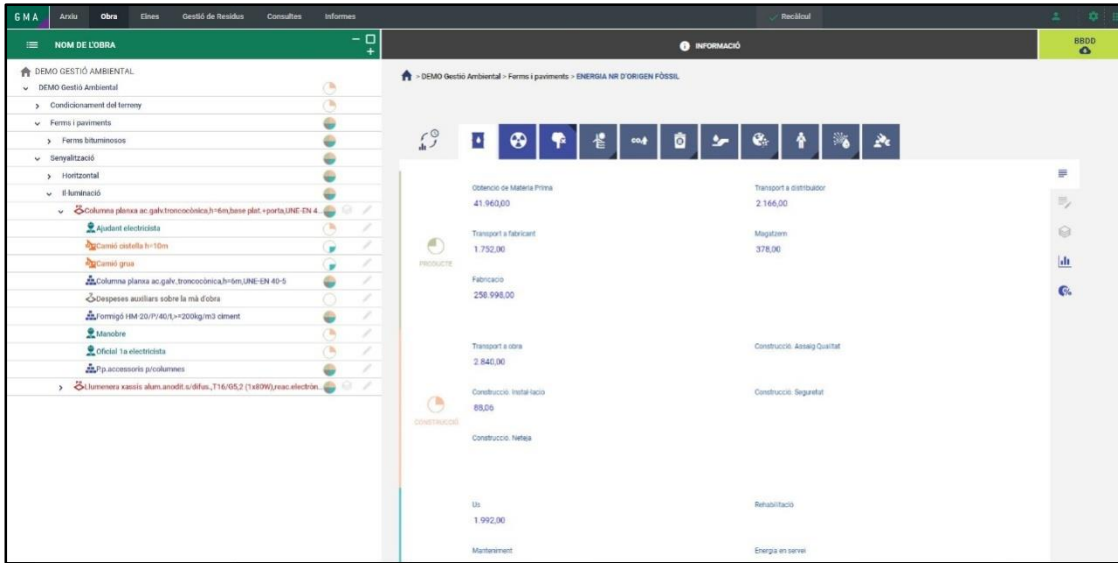 GMA Arxiu Obra Eines Gestió de Residus Consultes Informes Recàlcul
NOM DE L'OBRA
INFORMACIÓ
BBDD
DEMO GESTIÓ AMBIENTAL
DEMO Gestió Ambiental
Condicionament del terreny
Ferms i paviments
Ferms bituminosos
Senyalització
Horitzontal
Il·luminació
Columna planxa ac.galv.troncocònica,h=6m,base plat.+porta,UNE-EN 4...
Ajudant electricista
Camió cistella h=10m
Camió grua
Columna planxa ac.galv.,troncocònica,h=6m,UNE-EN 40-5
Despeses auxiliars sobre la mà d'obra
Formigó HM-20/P/40/I,>=200kg/m3 ciment
Manobre
Oficial 1a electricista
P.p.accessoris p/columnes
Llumenera xassís alum.anodit.s/difus.,T16/G5,2 (1x80W),reac.electròn...
> DEMO Gestió Ambiental > Ferms i paviments > ENERGIA NR D'ORIGEN FÒSSIL
PRODUCTE
Obtenció de Matèria Prima
41.960,00
Transport a distribuidor
2.166,00
Transport a fabricant
1.752,00
Magatzem
378,00
Fabricació
258.998,00
CONSTRUCCIÓ
Transport a obra
2.840,00
Construcció. Assaig Qualitat
Construcció. Instal·lació
88,06
Construcció. Seguretat
Construcció. Neteja
Us
1.992,00
Rehabilitació
Manteniment
Energia en servei